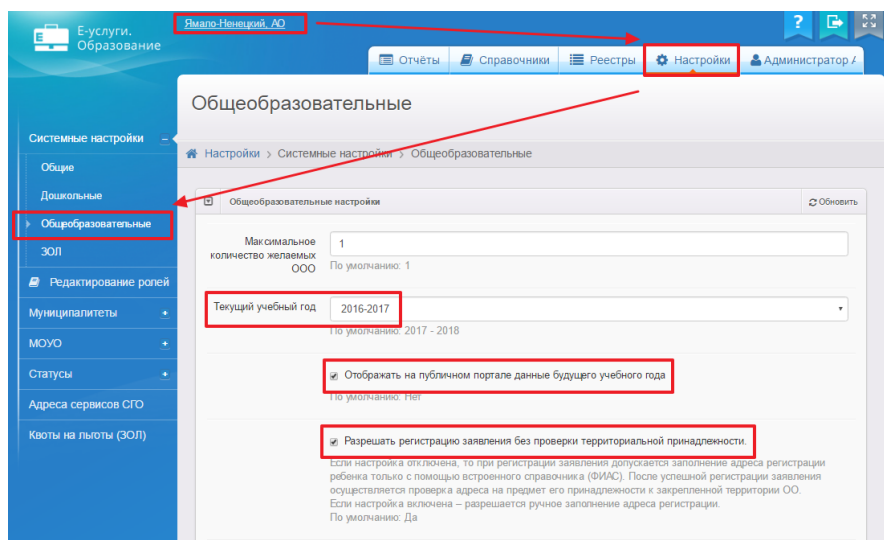 Е-услуги.
Образование
Ямало-Ненецкий, АО
?
Отчёты
Справочники
Реестры
Настройки
Администратор
Общеобразовательные
Настройки > Системные настройки > Общеобразовательные
Системные настройки
Общие
Дошкольные
Общеобразовательные
ЗОЛ
Редактирование ролей
Муниципалитеты
МОУО
Статусы
Адреса сервисов СГО
Квоты на льготы (ЗОЛ)
Общеобразовательные настройки
Обновить
Максимальное
количество желаемых
ООО
1
По умолчанию: 1
Текущий учебный год
2016-2017
По умолчанию: 2017 - 2018
Отображать на публичном портале данные будущего учебного года
По умолчанию: Нет
Разрешать регистрацию заявления без проверки территориальной принадлежности.
Если настройка отключена, то при регистрации заявления допускается заполнение адреса регистрации
ребенка только с помощью встроенного справочника (ФИАС). После успешной регистрации заявления
осуществляется проверка адреса на предмет его принадлежности к закрепленной территории ОО.
Если настройка включена – разрешается ручное заполнение адреса регистрации.
По умолчанию: Да